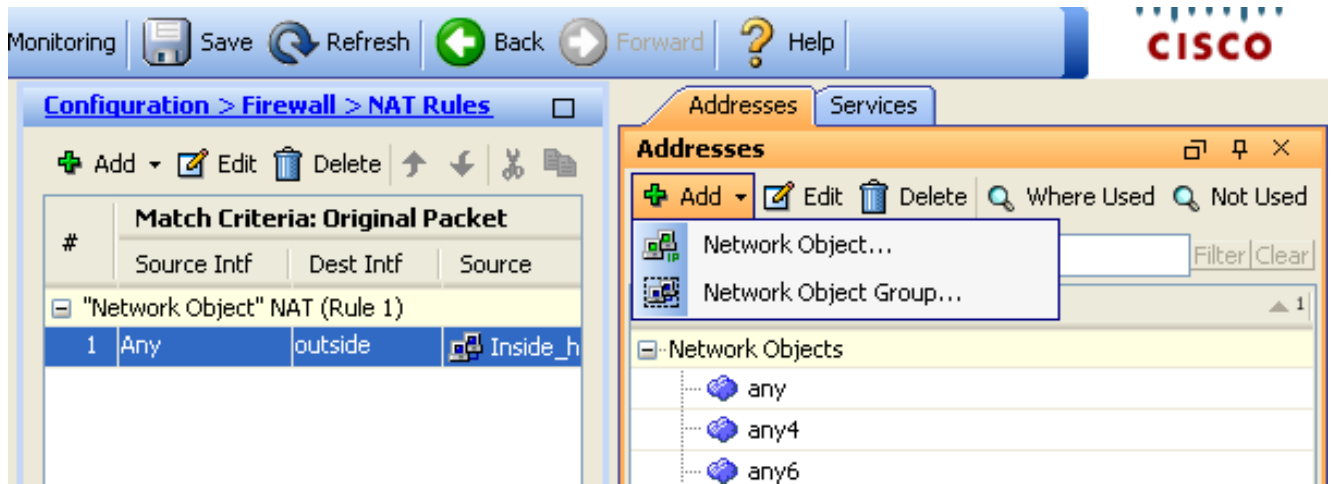 Monitoring Save Refresh Back Forward Help
CISCO
Configuration > Firewall > NAT Rules
Add Edit Delete
# Match Criteria: Original Packet
Source Intf Dest Intf Source
"Network Object" NAT (Rule 1)
1 Any outside Inside_h
Addresses Services
Addresses
Add Edit Delete Where Used Not Used
Network Object...
Filter Clear
Network Object Group...
1
Network Objects
any
any4
any6